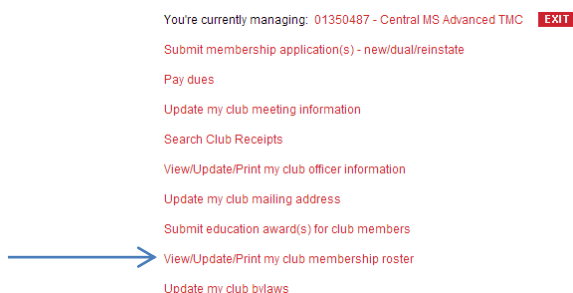 You're currently managing: 01350487 - Central MS Advanced TMC EXIT
Submit membership application(s) - new/dual/reinstate
Pay dues
Update my club meeting information
Search Club Receipts
View/Update/Print my club officer information
Update my club mailing address
Submit education award(s) for club members
View/Update/Print my club membership roster
Update my club bylaws